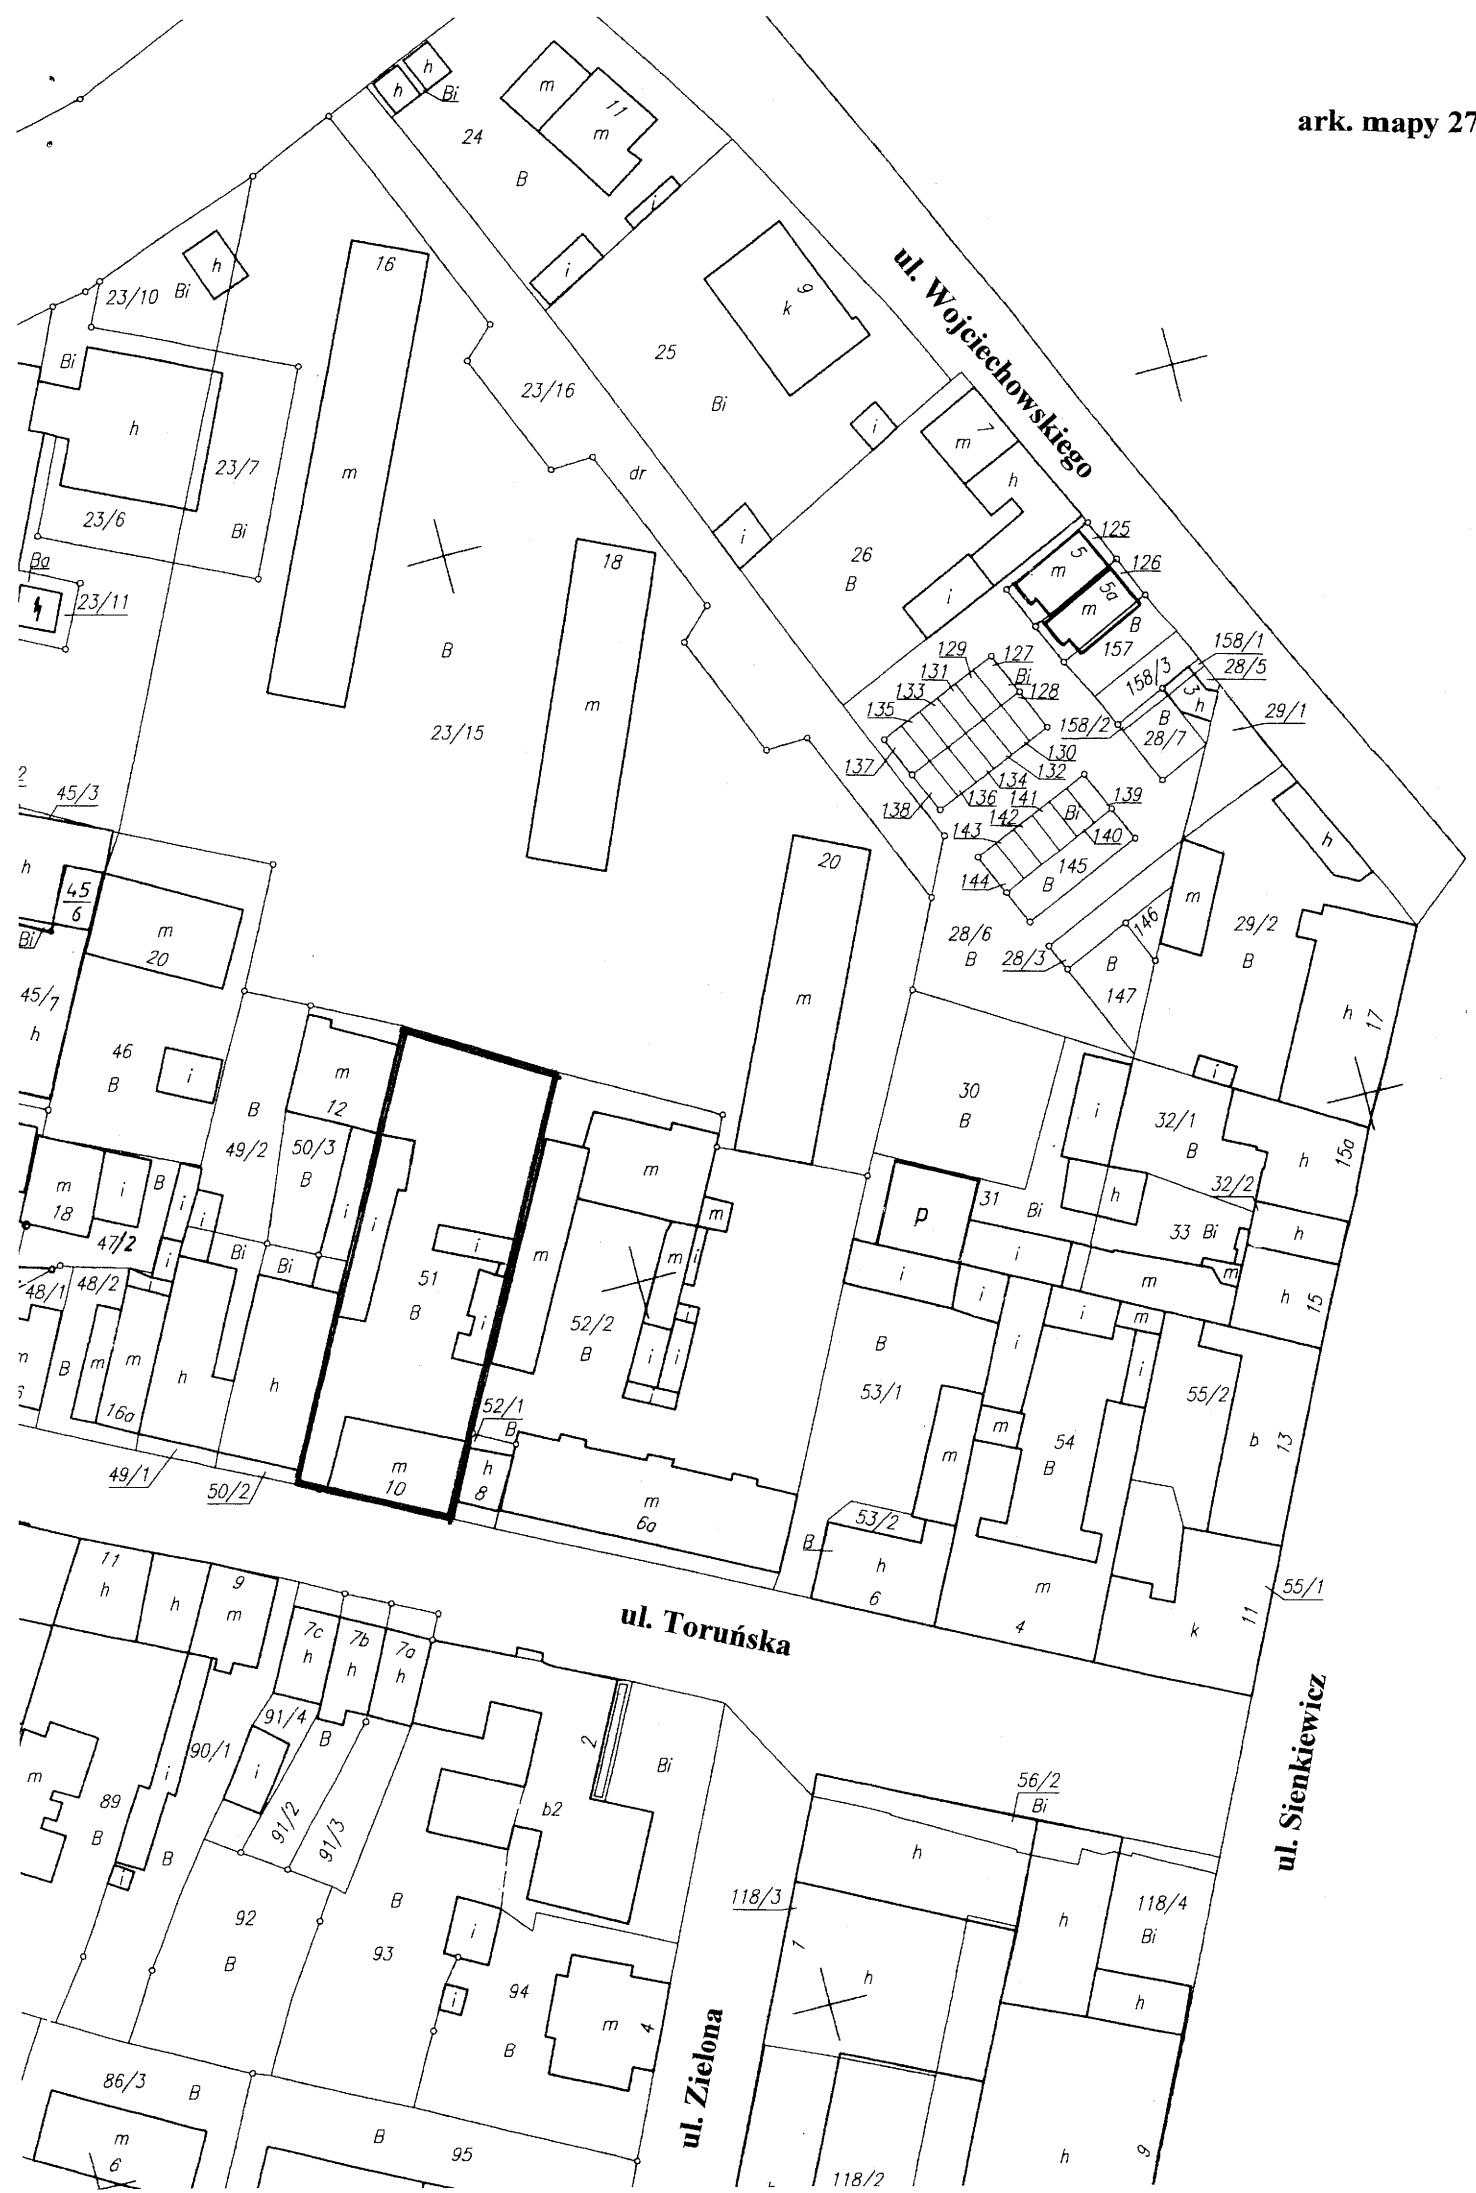 ark. mapy 27
h
h
Bi
m
11
m
24
B
i
i
h
23/10
Bi
16
9
k
ul. Wojciechowskiego
Bi
25
23/16
Bi
h
i
7
m
23/7
m
dr
h
23/6
Bi
i
125
5
26
18
B
m
126
Ba
5a
23/11
i
m
B
B
157
158/1
129
127
28/5
131
Bi
158/3
128
3
133
h
m
135
B
29/1
23/15
158/2
28/7
130
137
132
134
2
136
139
45/3
138
141
Bi
142
h
143
140
20
h
145
45
6
144
B
m
m
146
Bi
20
28/6
29/2
B
28/3
B
B
45/7
147
m
h
h
17
46
i
B
i
m
30
B
12
B
i
32/1
B
49/2
50/3
B
h
15a
m
m
i
B
32/2
18
i
i
h
31
i
i
m
p
Bi
33
Bi
h
47/2
i
Bi
i
m
m
i
i
Bi
51
i
m
m
48/1
48/2
i
B
i
i
h
15
i
i
m
52/2
i
B
B
i
m
i
i
i
m
B
m
m
h
h
53/1
55/2
6
52/1
16a
B
m
54
b
13
m
B
m
49/1
h
m
50/2
10
8
6a
53/2
B
11
9
h
h
m
h
m
55/1
6
ul. Toruńska
4
11
k
7c
7b
7a
h
h
h
91/4
B
90/1
2
i
Bi
m
i
56/2
Bi
89
b2
B
91/2
91/3
h
B
i
ul. Sienkiewicz
118/3
118/4
B
92
i
h
Bi
B
93
1
h
94
i
h
m
4
B
ul. Zielona
86/3
B
m
B
95
6
h
9
118/2
h